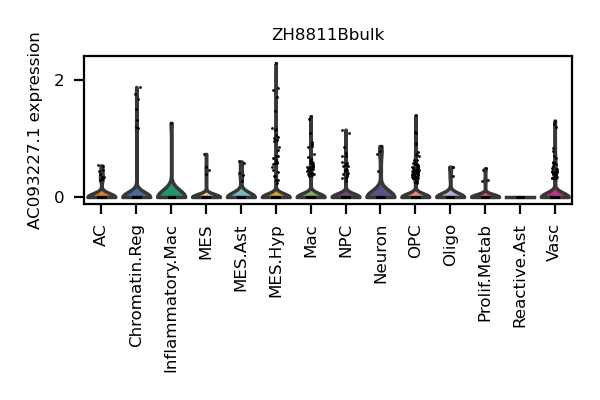 ZH8811Bbulk
AC093227.1 expression
2
0
AC
Chromatin.Reg
Inflammatory.Mac
MES
MES.Ast
MES.Hyp
Mac
NPC
Neuron
OPC
Oligo
Prolif.Metab
Reactive.Ast
Vasc